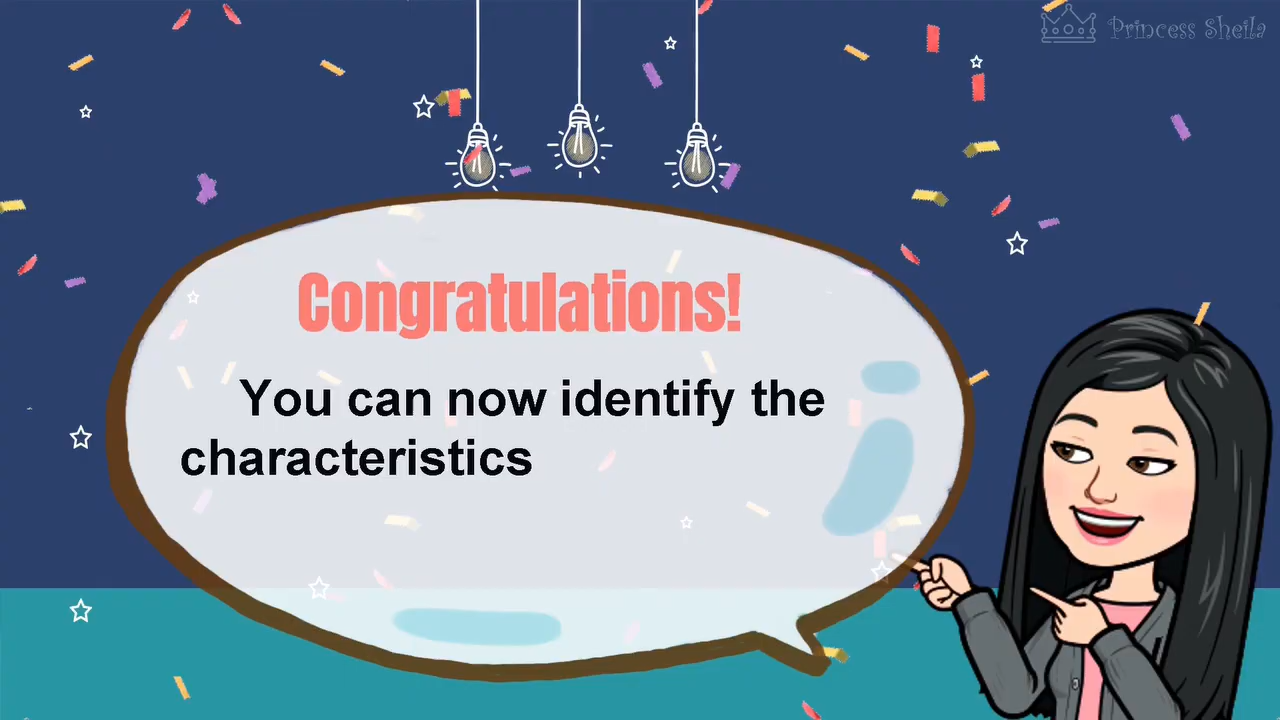 Princess Sheila
Congratulations!
You can now identify the
characteristics